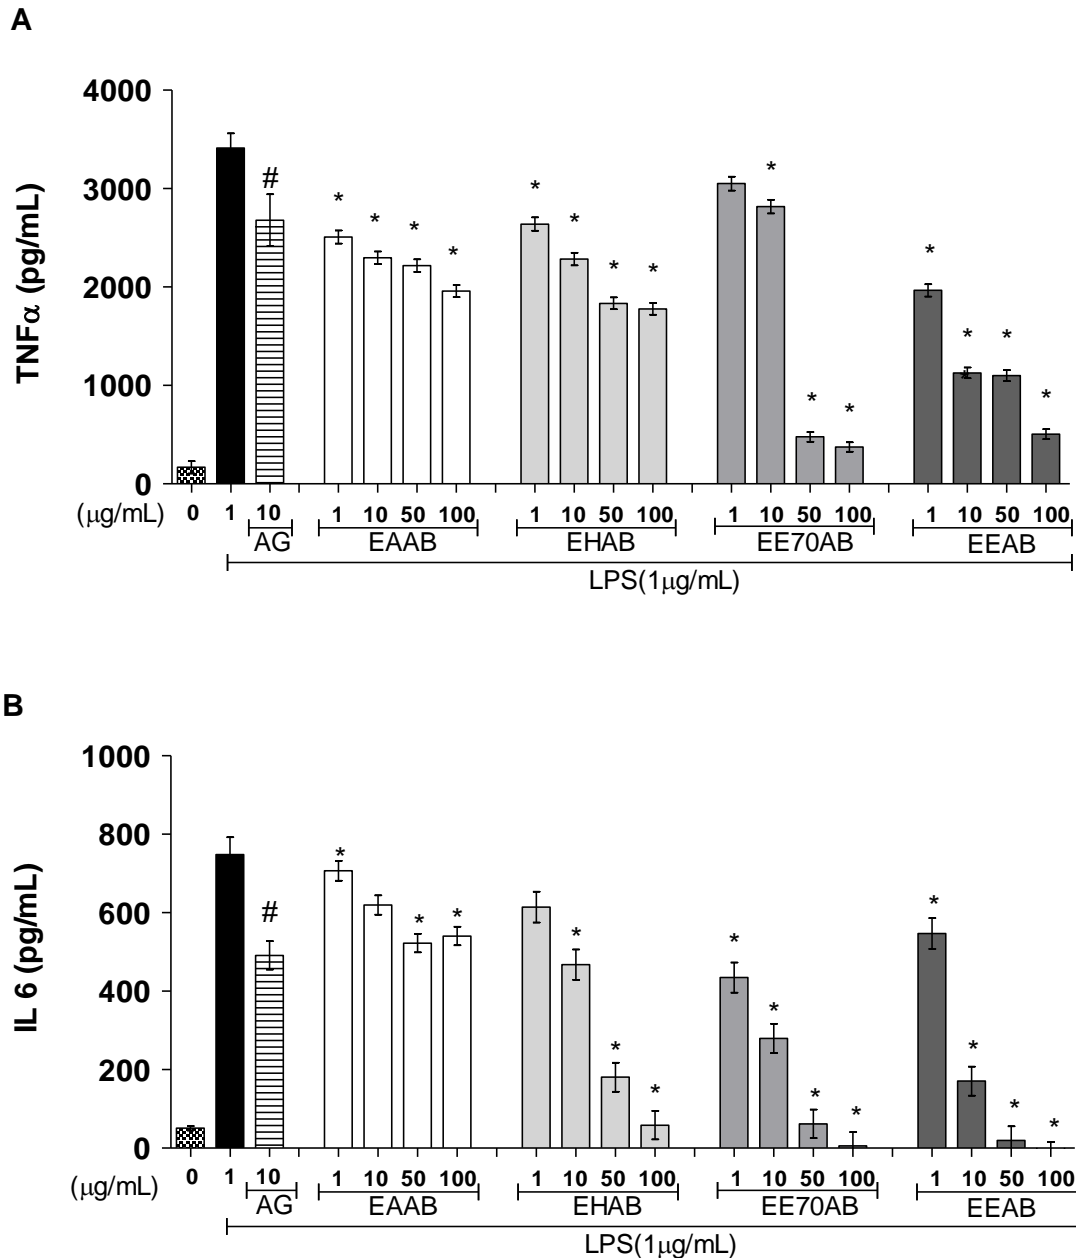 A
TNFα (pg/mL)
4000
3000
2000
1000
0
#
* * * *
* * * *
* * *
* * * *
(μg/mL) 0 1 10 1 10 50 100 1 10 50 100 1 10 50 100 1 10 50 100
AG EAAB EHAB EE70AB EEAB
LPS(1μg/mL)
B
IL 6 (pg/mL)
1000
800
600
400
200
0
#
* * *
* * *
* * * *
* * * *
(μg/mL) 0 1 10 1 10 50 100 1 10 50 100 1 10 50 100 1 10 50 100
AG EAAB EHAB EE70AB EEAB
LPS(1μg/mL)